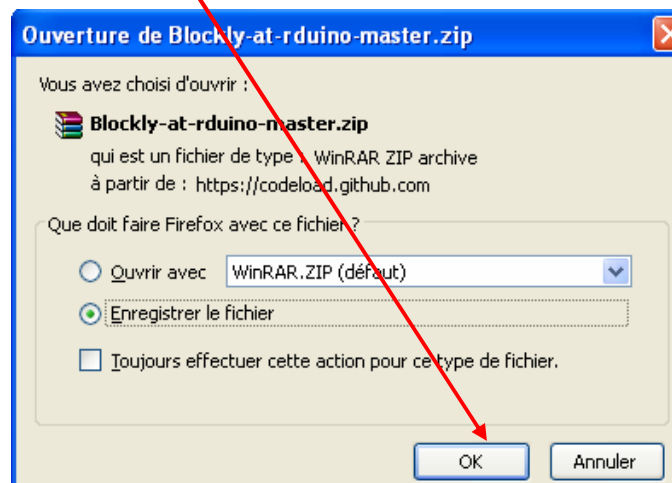 Ouverture de Blockly-at-rduino-master.zip
Vous avez choisi d'ouvrir :
Blockly-at-rduino-master.zip
qui est un fichier de type : WinRAR ZIP archive
à partir de : https://codeload.github.com
Que doit faire Firefox avec ce fichier ?
Ouvrir avec WinRAR.ZIP (défaut)
Enregistrer le fichier
Toujours effectuer cette action pour ce type de fichier.
OK Annuler